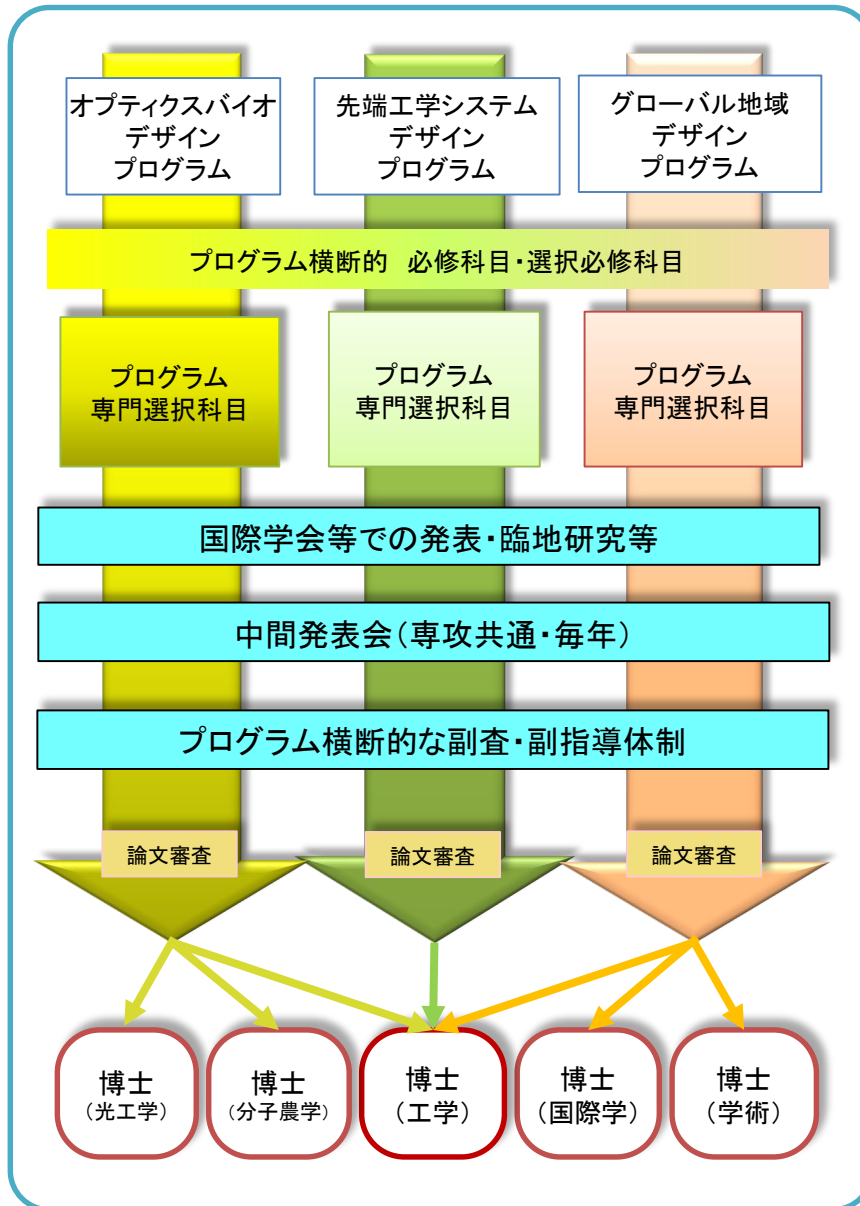 オプティクスバイオ
デザイン
プログラム
先端工学システム
デザイン
プログラム
グローバル地域
デザイン
プログラム
プログラム横断的　必修科目・選択必修科目
プログラム
専門選択科目
プログラム
専門選択科目
プログラム
専門選択科目
国際学会等での発表・臨地研究等
中間発表会（専攻共通・毎年）
プログラム横断的な副査・副指導体制
論文審査
論文審査
論文審査
博士
（光工学）
博士
（分子農学）
博士
（工学）
博士
（国際学）
博士
（学術）